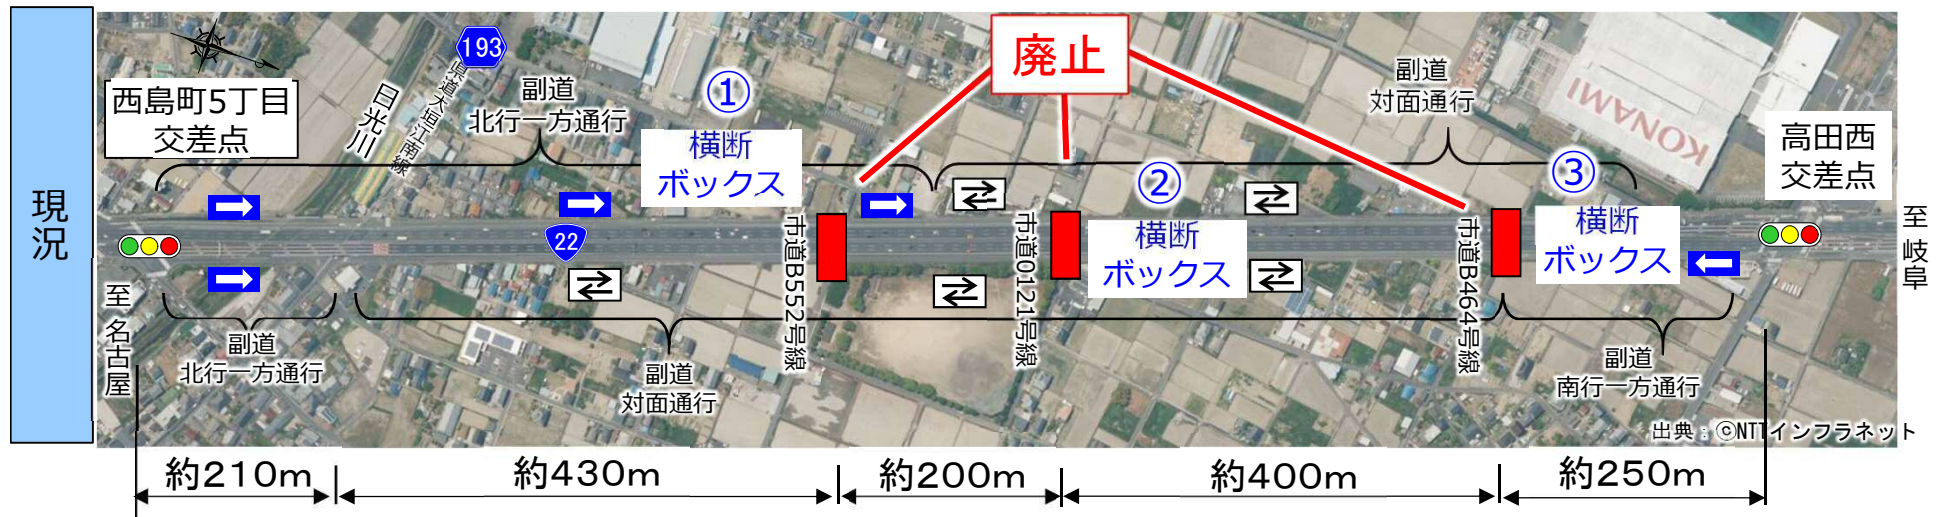 現況
西島町5丁目
交差点
日光川
193
県道大垣江南線
副道
北行一方通行
①
横断
ボックス
廃止
②
横断
ボックス
副道
対面通行
KONAMI
③
横断
ボックス
高田西
交差点
至 岐阜
22
市道B552号線
市道0121号線
市道B464号線
至 名古屋
副道
北行一方通行
副道
対面通行
副道
南行一方通行
出典：©NTTインフラネット
約210m
約430m
約200m
約400m
約250m